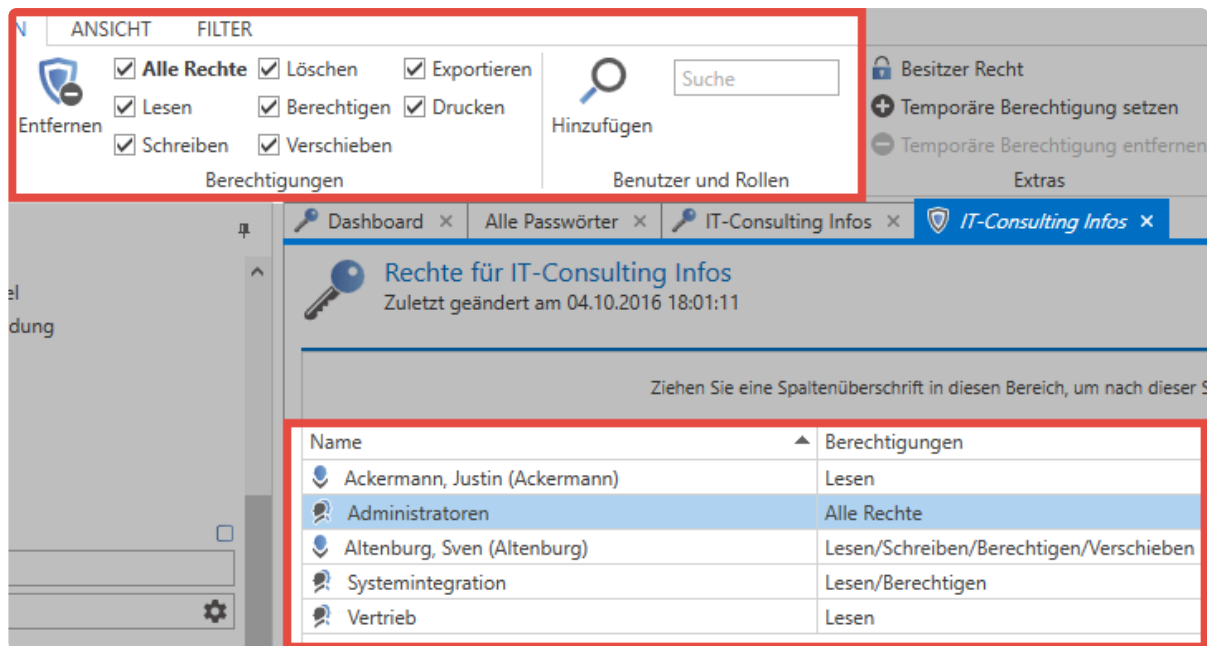 N ANSICHT FILTER
Alle Rechte Löschen Exportieren
Lesen Berechtigen Drucken
Schreiben Verschieben
Entfernen
Berechtigungen
Hinzufügen
Suche
Benutzer und Rollen
Besitzer Recht
Temporäre Berechtigung setzen
Temporäre Berechtigung entfernen
Extras
el
dung
Dashboard × Alle Passwörter × IT-Consulting Infos × IT-Consulting Infos ×
Rechte für IT-Consulting Infos
Zuletzt geändert am 04.10.2016 18:01:11
Ziehen Sie eine Spaltenüberschrift in diesen Bereich, um nach dieser S
Name Berechtigungen
Ackermann, Justin (Ackermann) Lesen
Administratoren Alle Rechte
Altenburg, Sven (Altenburg) Lesen/Schreiben/Berechtigen/Verschieben
Systemintegration Lesen/Berechtigen
Vertrieb Lesen